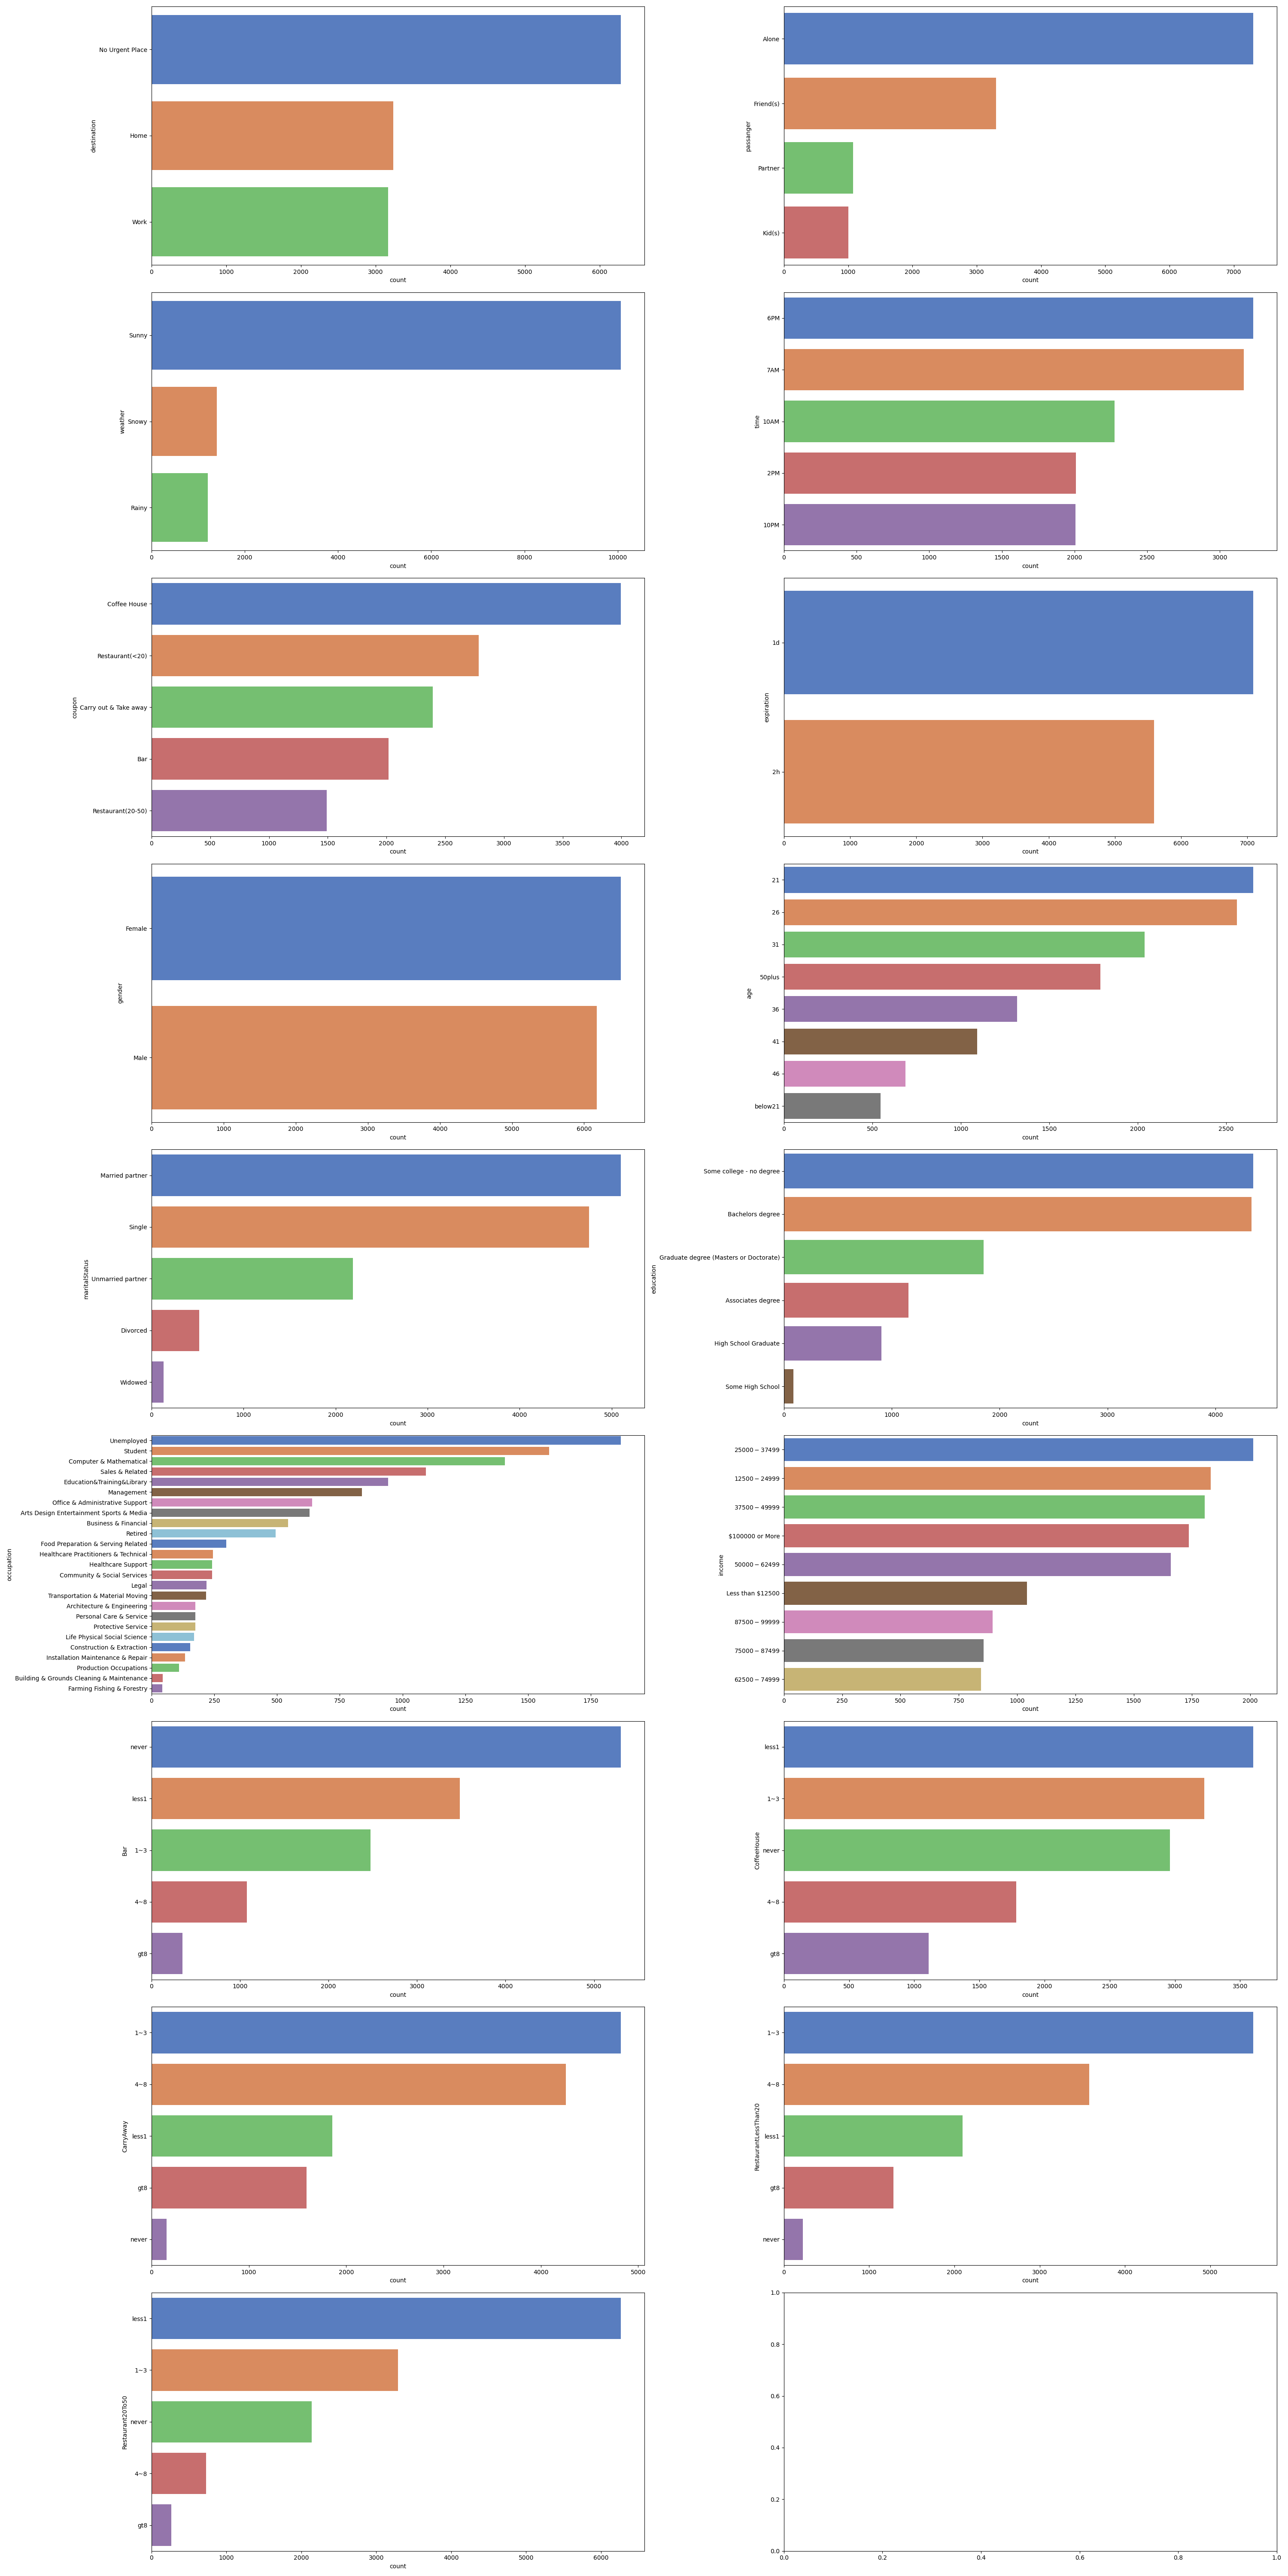 No Urgent Place
Home
Work
destination
0 1000 2000 3000 4000 5000 6000
count
Alone
Friend(s)
Partner
Kid(s)
passanger
0 1000 2000 3000 4000 5000 6000 7000
count
Sunny
Snowy
Rainy
weather
0 2000 4000 6000 8000 10000
count
6PM
7AM
10AM
2PM
10PM
time
0 500 1000 1500 2000 2500 3000
count
Coffee House
Restaurant(<20)
Carry out & Take away
Bar
Restaurant(20-50)
coupon
0 500 1000 1500 2000 2500 3000 3500 4000
count
1d
2h
expiration
0 1000 2000 3000 4000 5000 6000 7000
count
Female
Male
gender
0 1000 2000 3000 4000 5000 6000
count
21
26
31
50plus
36
41
46
below21
age
0 500 1000 1500 2000 2500
count
Married partner
Single
Unmarried partner
Divorced
Widowed
maritalStatus
0 1000 2000 3000 4000 5000
count
Some college - no degree
Bachelors degree
Graduate degree (Masters or Doctorate)
Associates degree
High School Graduate
Some High School
education
0 1000 2000 3000 4000
count
Unemployed
Student
Computer & Mathematical
Sales & Related
Education&Training&Library
Management
Office & Administrative Support
Arts Design Entertainment Sports & Media
Business & Financial
Retired
Food Preparation & Serving Related
Healthcare Practitioners & Technical
Healthcare Support
Community & Social Services
Legal
Transportation & Material Moving
Architecture & Engineering
Personal Care & Service
Protective Service
Life Physical Social Science
Construction & Extraction
Installation Maintenance & Repair
Production Occupations
Building & Grounds Cleaning & Maintenance
Farming Fishing & Forestry
occupation
0 250 500 750 1000 1250 1500 1750
count
25000 − 37499
12500 − 24999
37500 − 49999
$100000 or More
50000 − 62499
Less than $12500
87500 − 99999
75000 − 87499
62500 − 74999
income
0 250 500 750 1000 1250 1500 1750 2000
count
never
less1
1~3
4~8
gt8
Bar
0 1000 2000 3000 4000 5000
count
less1
1~3
never
4~8
gt8
CoffeeHouse
0 500 1000 1500 2000 2500 3000 3500
count
1~3
4~8
less1
gt8
never
CarryAway
0 1000 2000 3000 4000 5000
count
1~3
4~8
less1
gt8
never
RestaurantLessThan20
0 1000 2000 3000 4000 5000
count
less1
1~3
never
4~8
gt8
Restaurant20To50
0 1000 2000 3000 4000 5000 6000
count
1.0
0.8
0.6
0.4
0.2
0.0
0.0 0.2 0.4 0.6 0.8 1.0